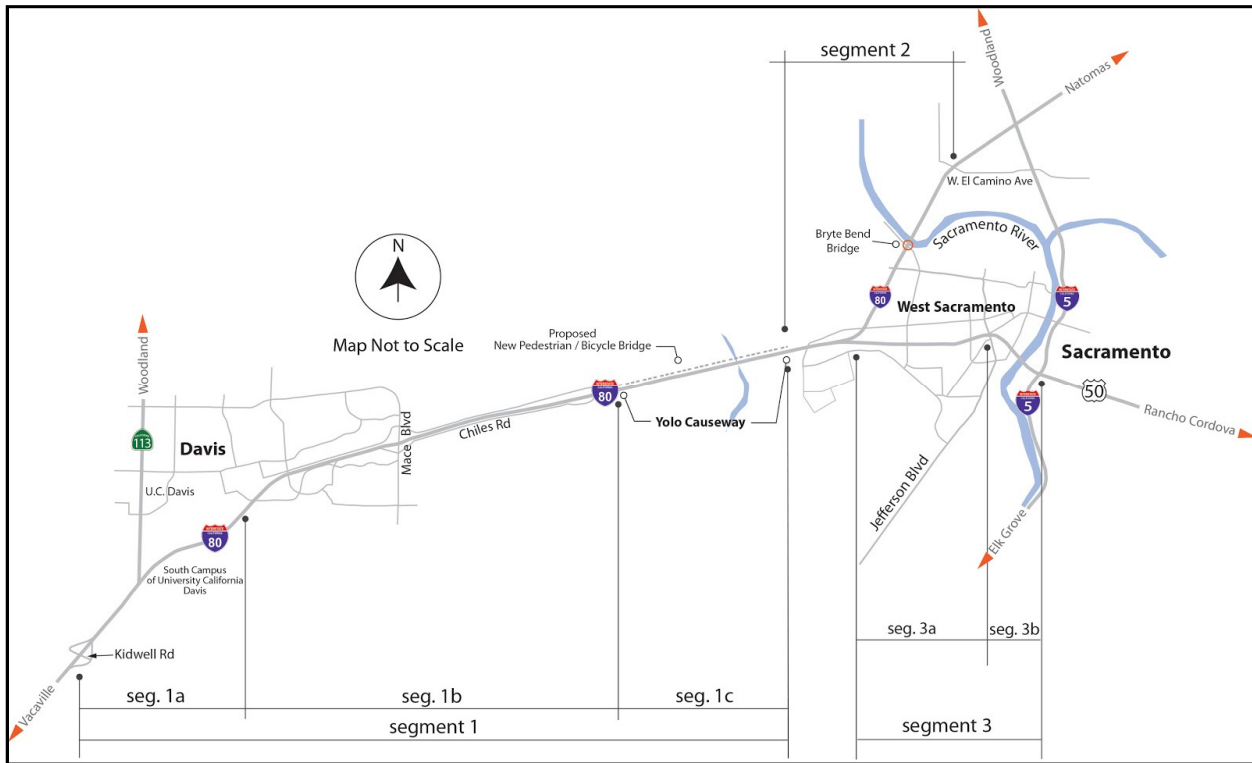 segment 2
Woodland
Natomas
W. El Camino Ave
Bryte Bend
Bridge
Sacramento River
N
Map Not to Scale
80
West Sacramento
5
Proposed
New Pedestrian / Bicycle Bridge
Sacramento
Woodland
80
50
5
Rancho Cordova
Yolo Causeway
Mace Blvd
Chiles Rd
113
Davis
U.C. Davis
Jefferson Blvd
80
Elk Grove
South Campus
of University California
Davis
Kidwell Rd
seg. 3a
seg. 3b
Vacaville
seg. 1a
seg. 1b
seg. 1c
segment 1
segment 3